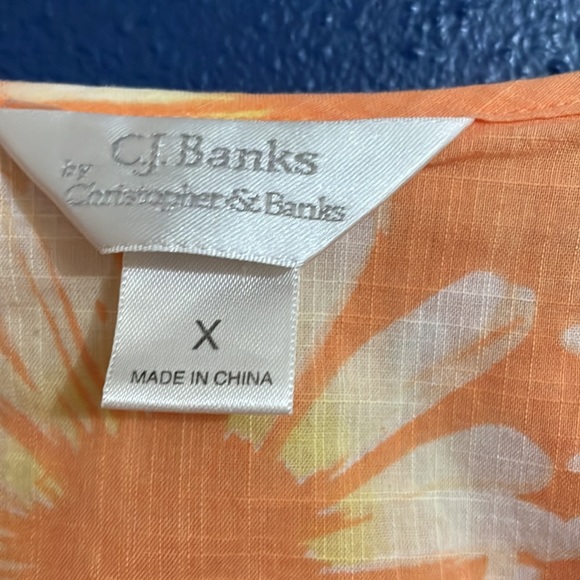 C.J. Banks
by
Christopher & Banks
X
MADE IN CHINA